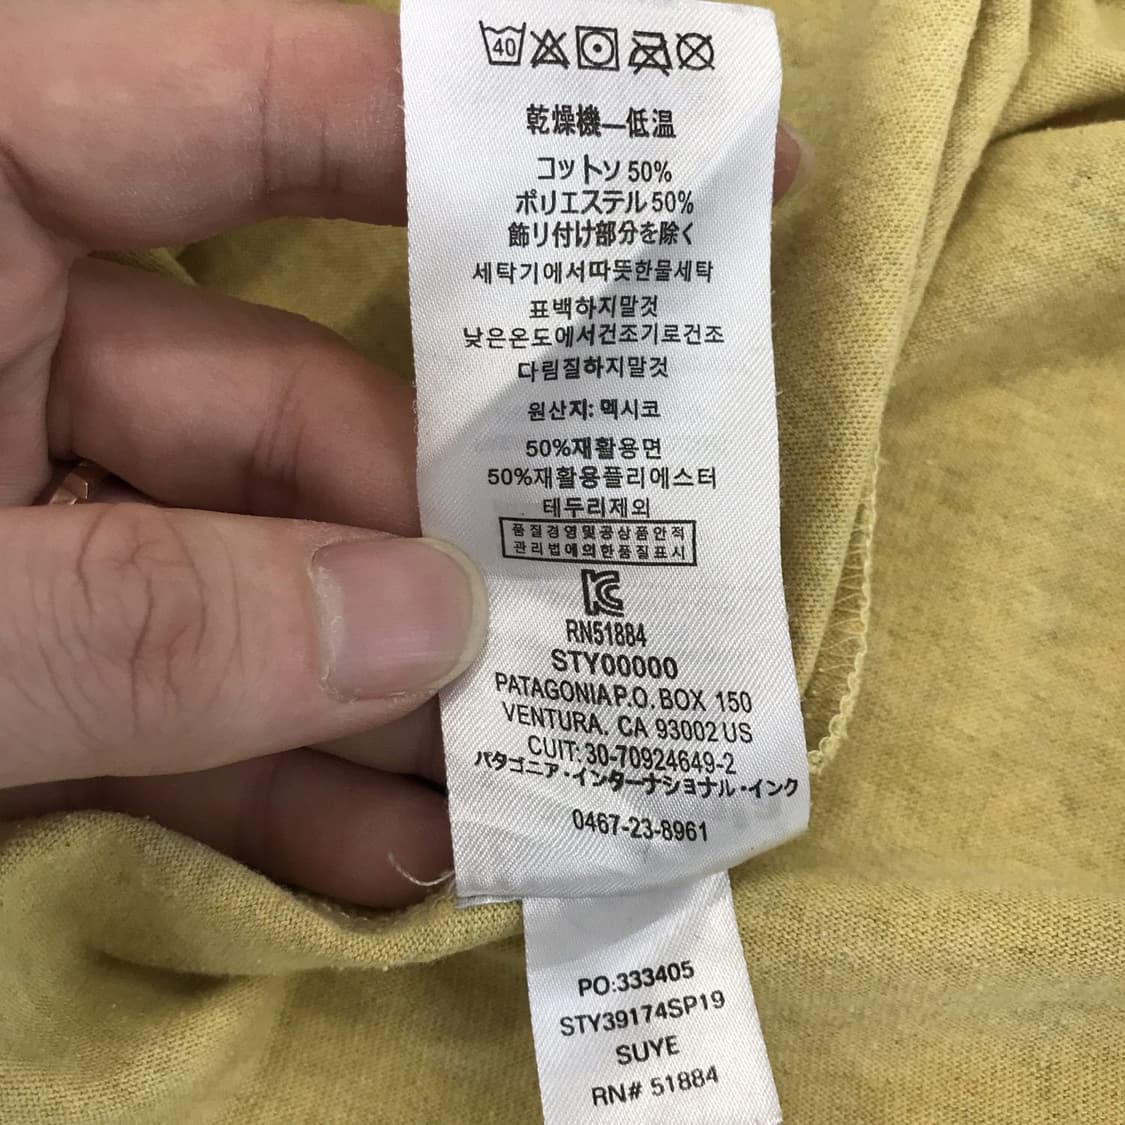 40
乾燥機—低温
コットソ 50%
ポリエステル 50%
飾り付け部分を除く
세탁기에서따뜻한물세탁
표백하지말것
낮은온도에서건조기로건조
다림질하지말것
원산지: 멕시코
50%재활용면
50%재활용플리에스터
테두리제외
품질경영및공상품안적
관리법에의한품질표시
RN51884
STY00000
PATAGONIA P.O. BOX 150
VENTURA. CA 93002 US
CUIT: 30-70924649-2
パタゴニア・インターナショナル・インク
0467-23-8961
PO:333405
STY39174SP19
SUYE
RN# 51884